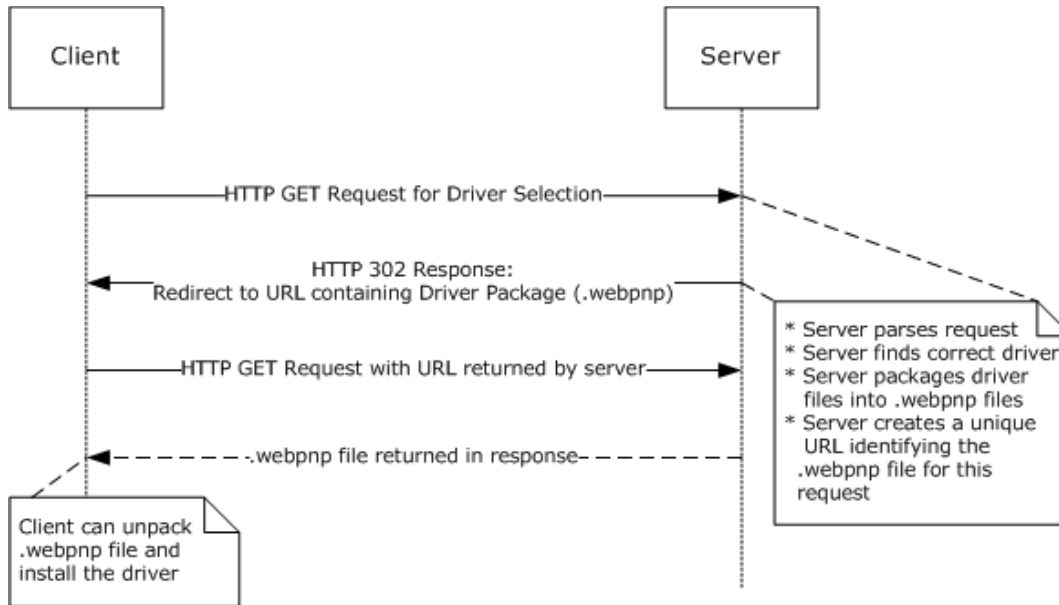 Client
Server
HTTP GET Request for Driver Selection
HTTP 302 Response:
Redirect to URL containing Driver Package (.webpnp)
HTTP GET Request with URL returned by server
.webpnp file returned in response
* Server parses request
* Server finds correct driver
* Server packages driver
files into .webpnp files
* Server creates a unique
URL identifying the
.webpnp file for this
request
Client can unpack
.webpnp file and
install the driver